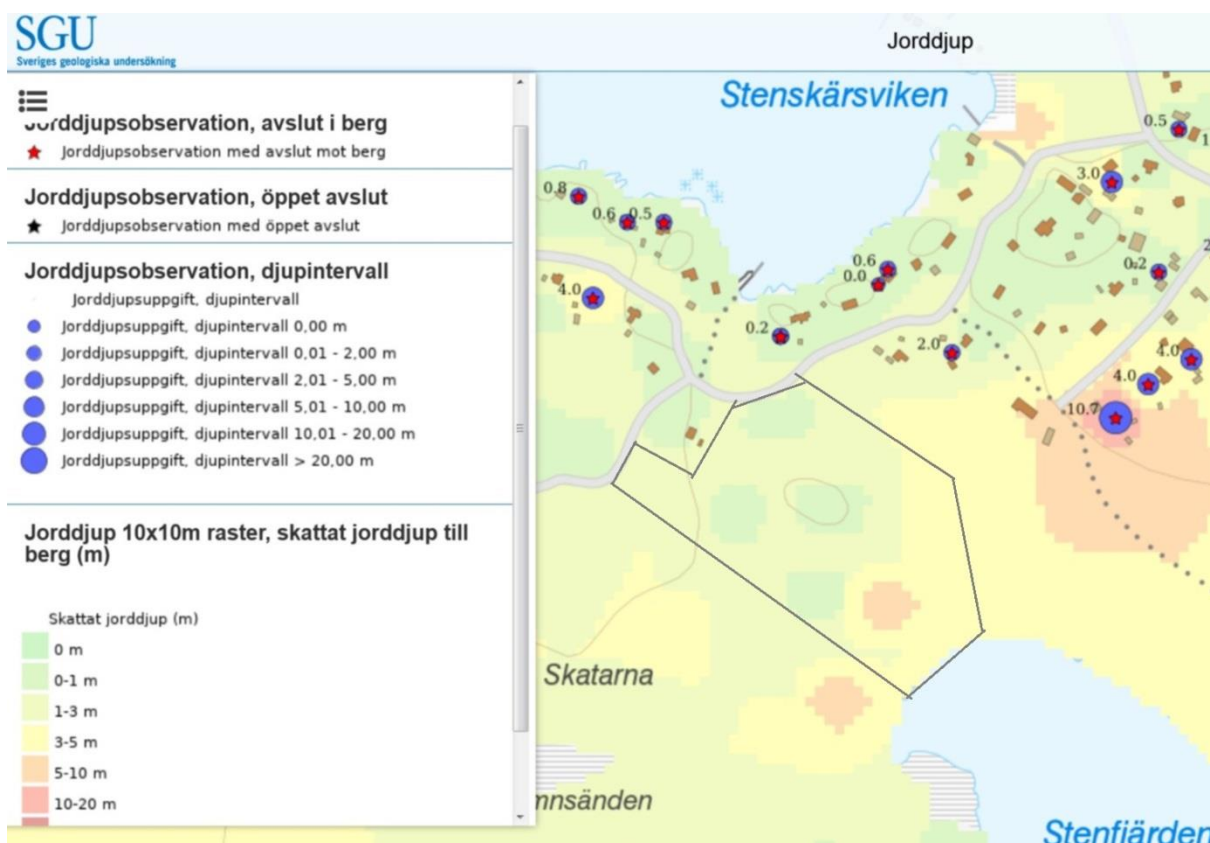 SGU
Sveriges geologiska undersökning
Jorddjup
Jorddjupsobservation, avslut i berg
Jorddjupsobservation med avslut mot berg
Jorddjupsobservation, öppet avslut
Jorddjupsobservation med öppet avslut
Jorddjupsobservation, djupintervall
Jorddjupsuppgift, djupintervall
Jorddjupsuppgift, djupintervall 0,00 m
Jorddjupsuppgift, djupintervall 0,01 - 2,00 m
Jorddjupsuppgift, djupintervall 2,01 - 5,00 m
Jorddjupsuppgift, djupintervall 5,01 - 10,00 m
Jorddjupsuppgift, djupintervall 10,01 - 20,00 m
Jorddjupsuppgift, djupintervall > 20,00 m
Jorddjup 10x10m raster, skattat jorddjup till
berg (m)
Skattat jorddjup (m)
0 m
0-1 m
1-3 m
3-5 m
5-10 m
10-20 m
Stenskärsviken
0.5
1
3.0
0.8
0.6
0.5
2
0.6
0.2
0.0
4.0
0.2
2.0
4.0
4.0
10.7
Skatarna
mnsänden
Stenfjärden